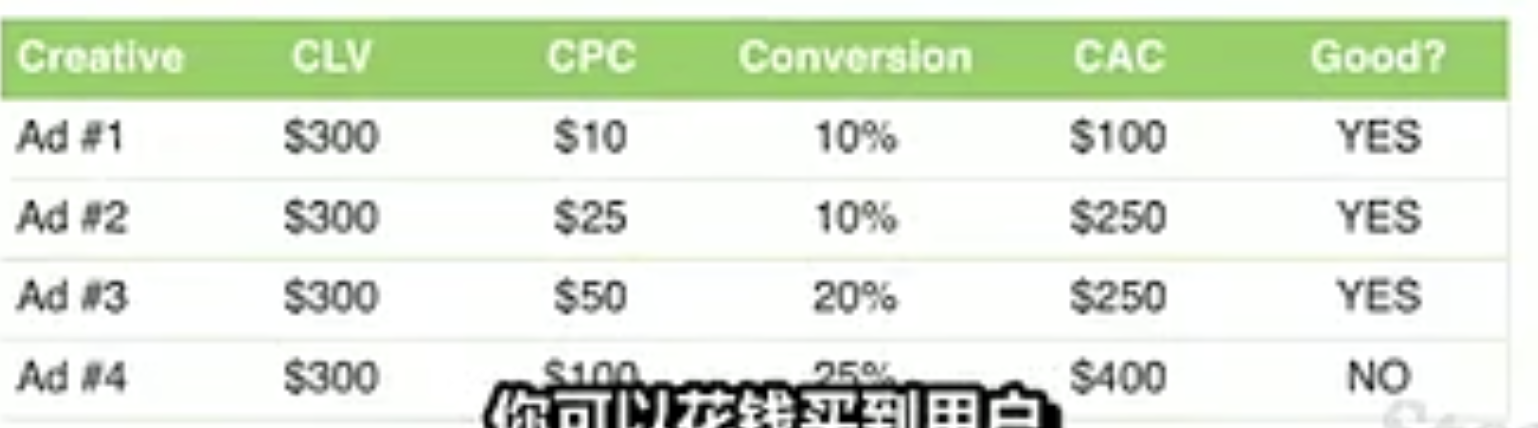 Creative CLV CPC Conversion CAC Good?
Ad #1 $300 $10 10% $100 YES
Ad #2 $300 $25 10% $250 YES
Ad #3 $300 $50 20% $250 YES
Ad #4 $300 $100 25% $400 NO
你可以花钱买到用户